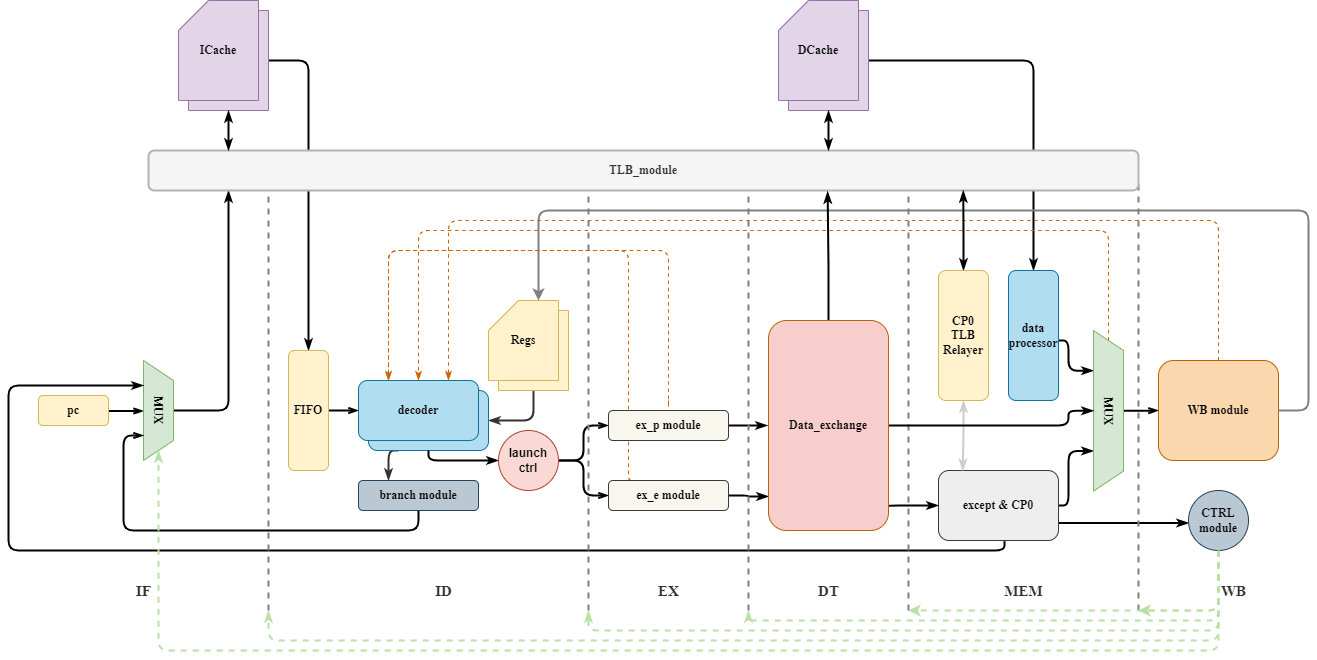 ICache
DCache
TLB_module
CP0
TLB
Relayer
data
processor
Regs
pc
MUX
FIFO
decoder
ex_p module
Data_exchange
MUX
WB module
launch
ctrl
branch module
ex_e module
except & CP0
CTRL
module
IF
ID
EX
DT
MEM
WB